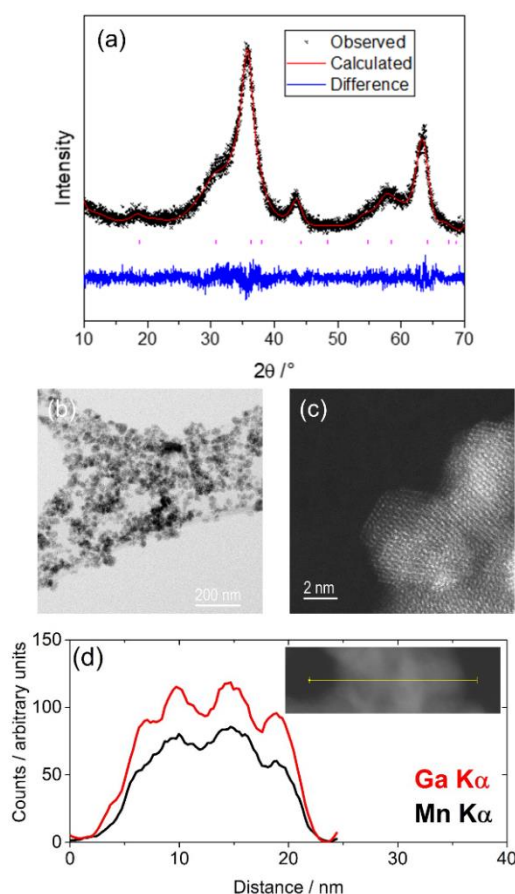 (a)
Observed
Calculated
Difference
Intensity
10 20 30 40 50 60 70
2θ /°
(b)
200 nm
(c)
2 nm
(d)
150
100
50
0
Counts / arbitrary units
Ga Kα
Mn Kα
0 10 20 30 40
Distance / nm